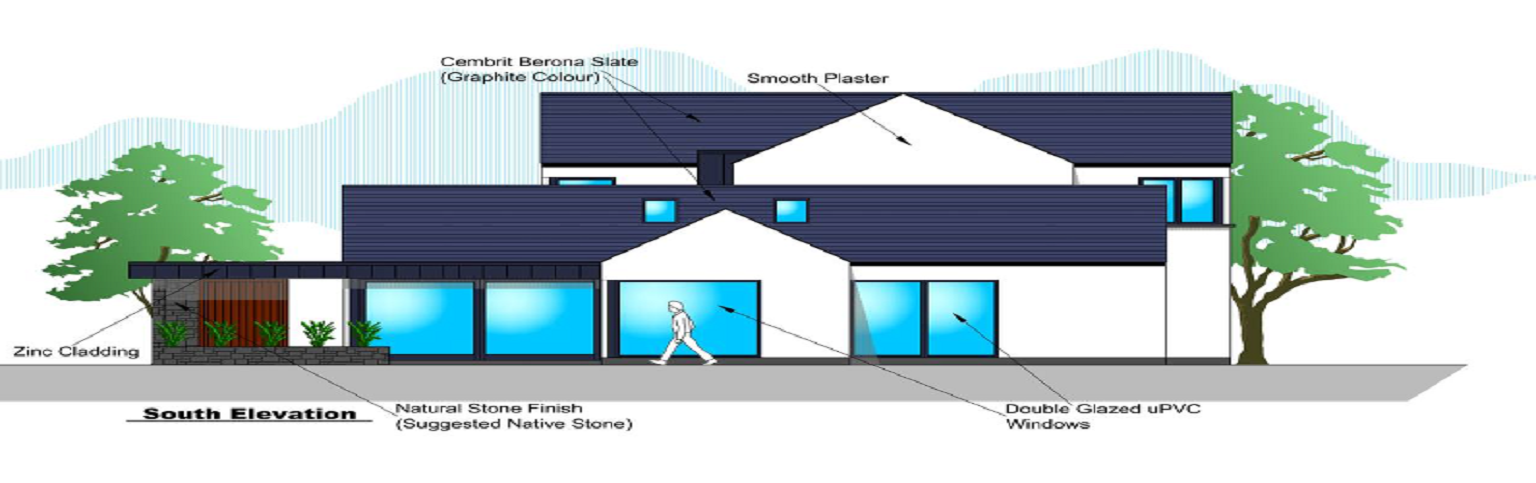 Cembrit Berona Slate
(Graphite Colour)
Smooth Plaster
Zinc Cladding
South Elevation
Natural Stone Finish
(Suggested Native Stone)
Double Glazed uPVC
Windows